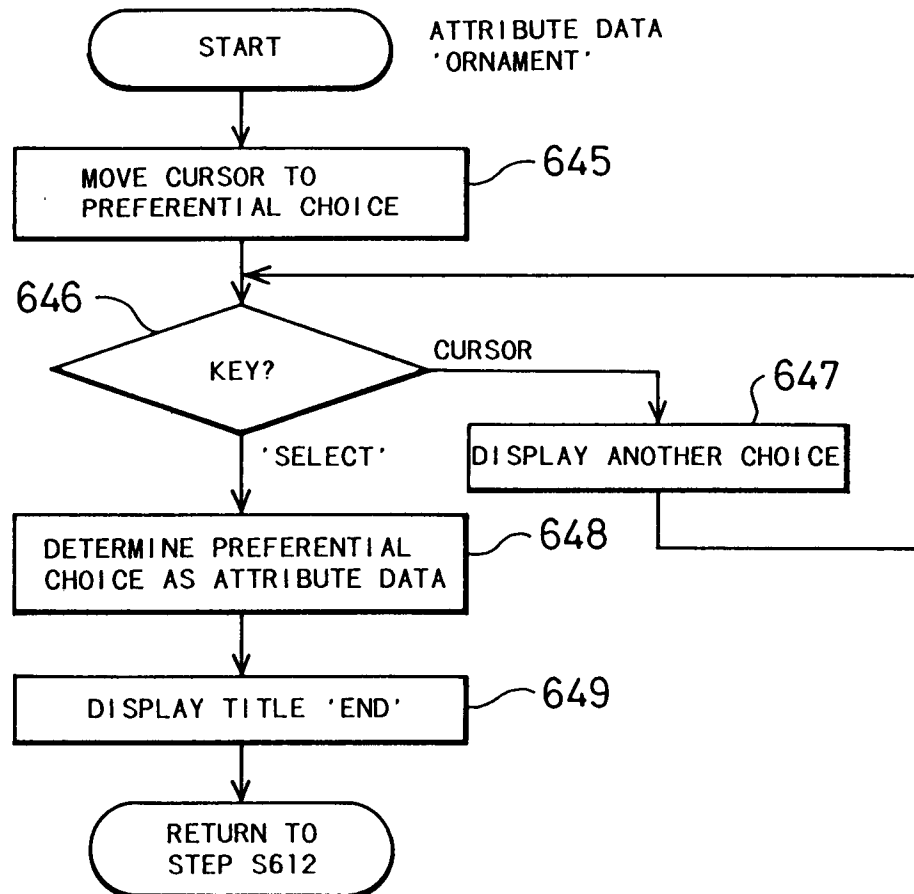 START
ATTRIBUTE DATA
'ORNAMENT'
MOVE CURSOR TO
PREFERENTIAL CHOICE
645
646
KEY?
CURSOR
647
'SELECT'
DISPLAY ANOTHER CHOICE
DETERMINE PREFERENTIAL
CHOICE AS ATTRIBUTE DATA
648
DISPLAY TITLE 'END'
649
RETURN TO
STEP S612